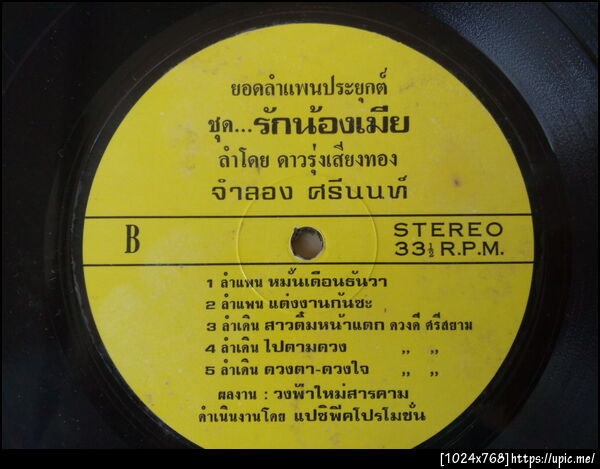 ยอดลำแพนประยุกต์
ชุด...รักน้องเมีย
ลำโดย ดาวรุ่งเสียงทอง
จำลอง ศรีนนท์
B
STEREO
33½ R.P.M.
1 ลำแพน หมั้นเดือนธันวา
2 ลำแพน แต่งงานกันซะ
3 ลำเดิน สาวติ๋มหน้าแตก ดวงดี ศรีสยาม
4 ลำเดิน ไปตามดวง ,, ,,
5 ลำเดิน ดวงตา-ดวงใจ ,, ,,
ผลงาน : วงฟ้าใหม่สารคาม
ดำเนินงานโดย แปซิฟิคโปรโมชั่น
[1024x768]https://upic.me/